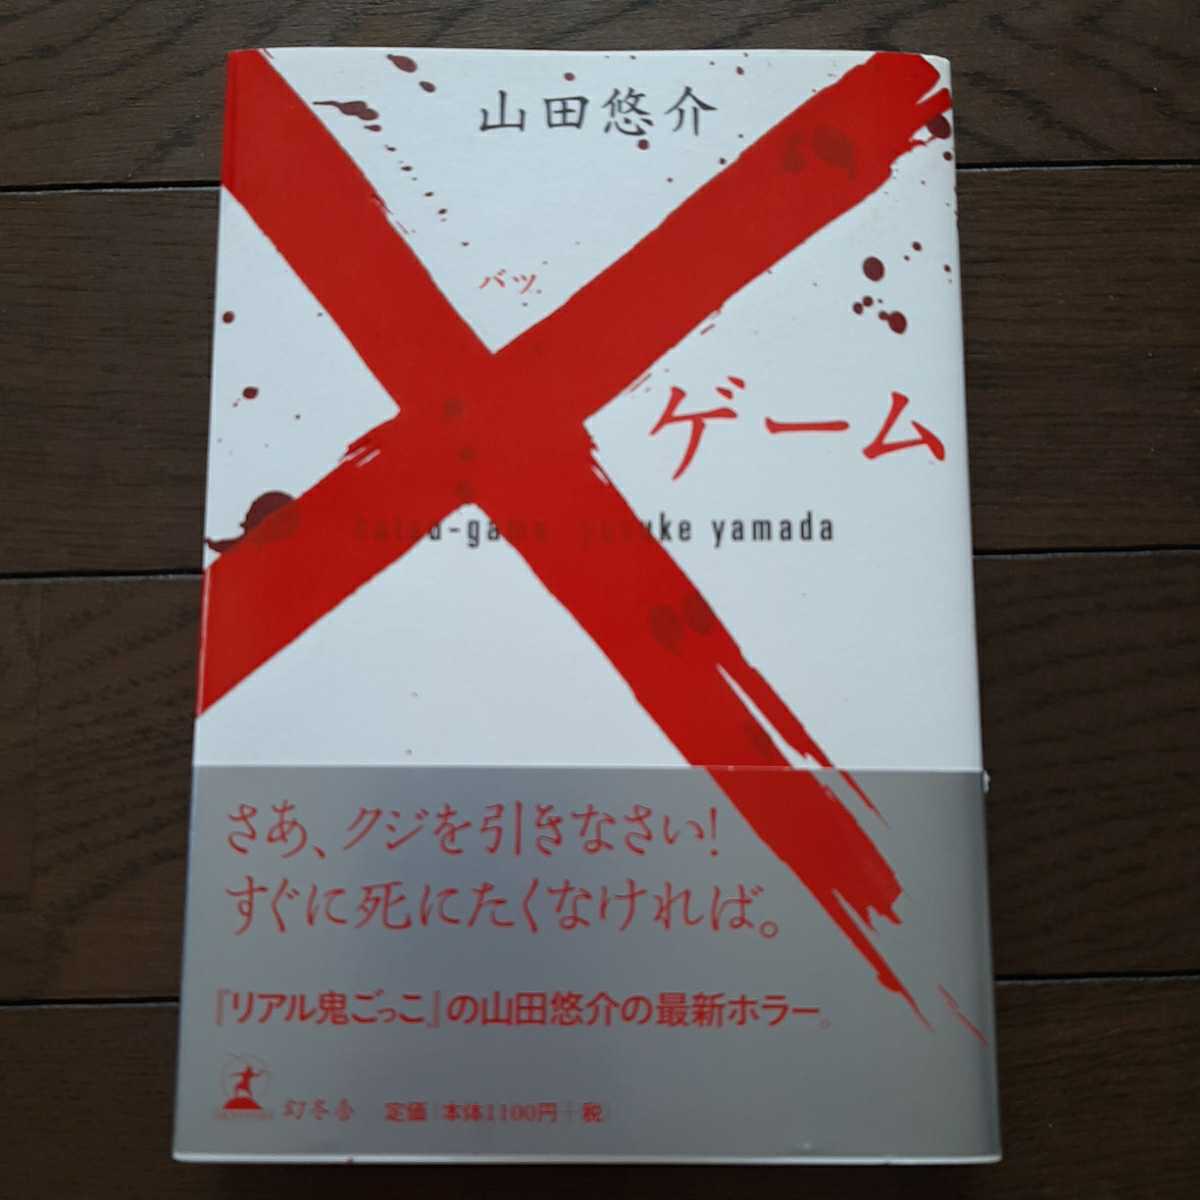 山田悠介
バツ
ゲーム
yusuke yamada
さあ、クジを引きなさい!
すぐに死にたくなければ。
『リアル鬼ごっこ』の山田悠介の最新ホラー。
幻冬舎 定価(本体1100円+税)